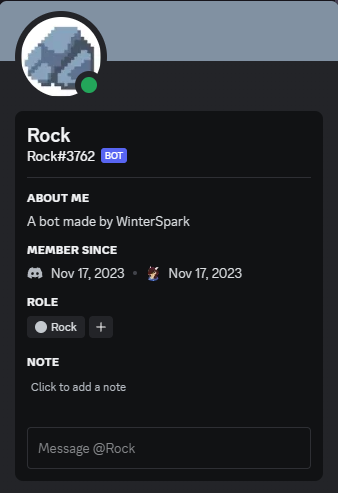 Rock
Rock#3762 BOT
ABOUT ME
A bot made by WinterSpark
MEMBER SINCE
Nov 17, 2023 • Nov 17, 2023
ROLE
Rock +
NOTE
Click to add a note
Message @Rock